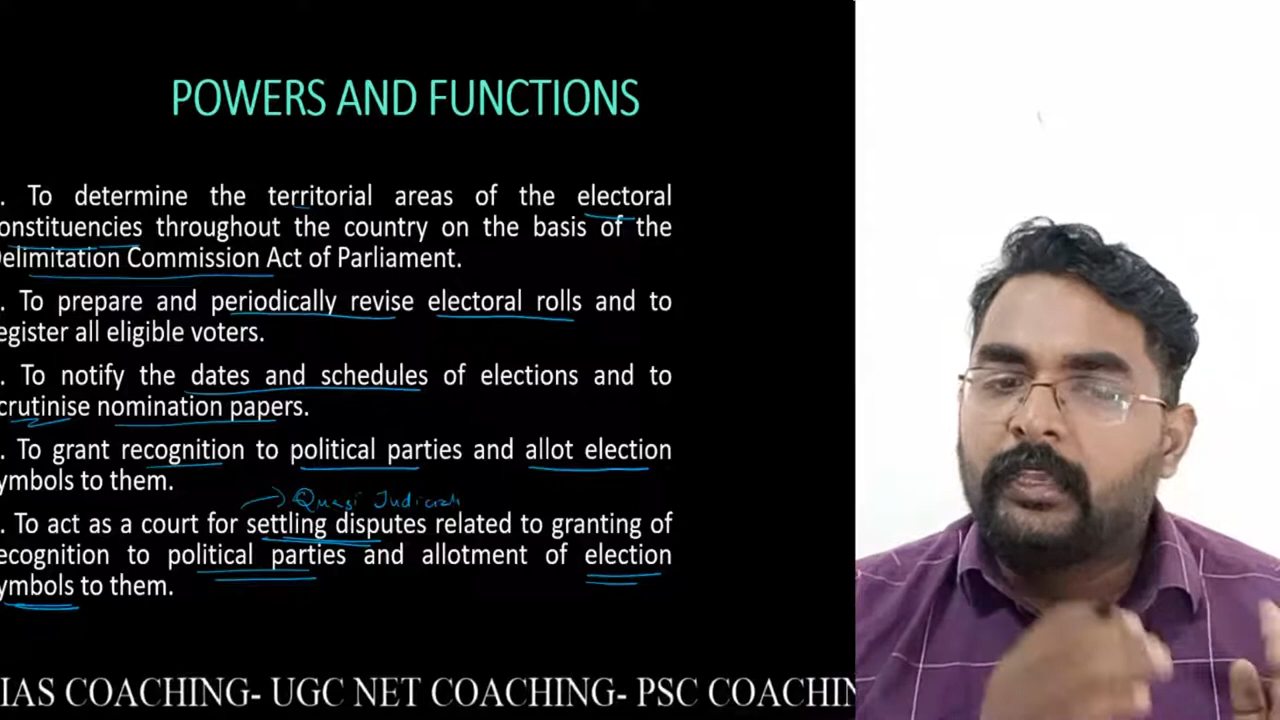 POWERS AND FUNCTIONS
. To determine the territorial areas of the electoral
onstituencies throughout the country on the basis of the
elimitation Commission Act of Parliament.
. To prepare and periodically revise electoral rolls and to
egister all eligible voters.
. To notify the dates and schedules of elections and to
crutinise nomination papers.
. To grant recognition to political parties and allot election
ymbols to them.
Quasi Judicial
. To act as a court for settling disputes related to granting of
ecognition to political parties and allotment of election
ymbols to them.
IAS COACHING- UGC NET COACHING- PSC COACHIN